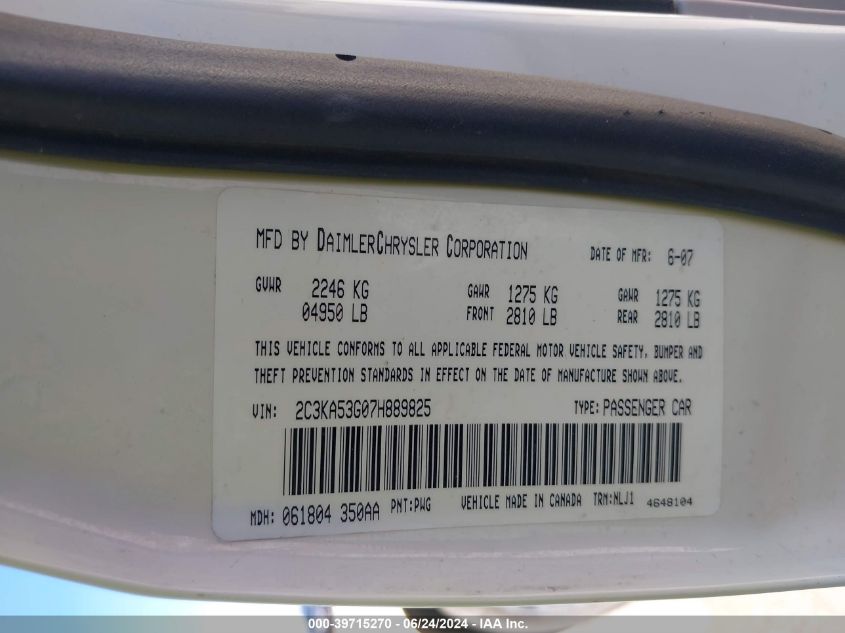 MFD BY DAIMLERCHRYSLER CORPORATION DATE OF MFR: 6-07
GVWR 2246 KG GAWR 1275 KG GAWR 1275 KG
04950 LB FRONT 2810 LB REAR 2810 LB
THIS VEHICLE CONFORMS TO ALL APPLICABLE FEDERAL MOTOR VEHICLE SAFETY, BUMPER AND
THEFT PREVENTION STANDARDS IN EFFECT ON THE DATE OF MANUFACTURE SHOWN ABOVE.
VIN: 2C3KA53G07H889825 TYPE: PASSENGER CAR
MDH: 061804 350AA PNT:PWG VEHICLE MADE IN CANADA TRM:NLJ1 4648104
000-39715270 - 06/24/2024 - IAA Inc.